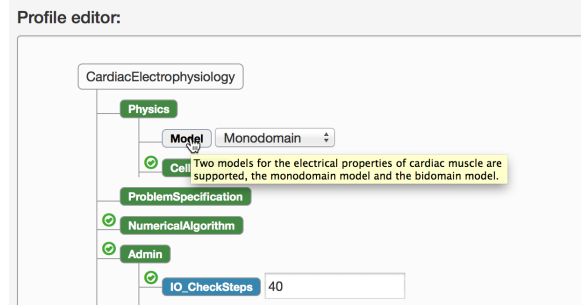 Profile editor:
CardiacElectrophysiology
Physics
Model Monodomain
Two models for the electrical properties of cardiac muscle are
supported, the monodomain model and the bidomain model.
Cell
ProblemSpecification
NumericalAlgorithm
Admin
IO_CheckSteps 40